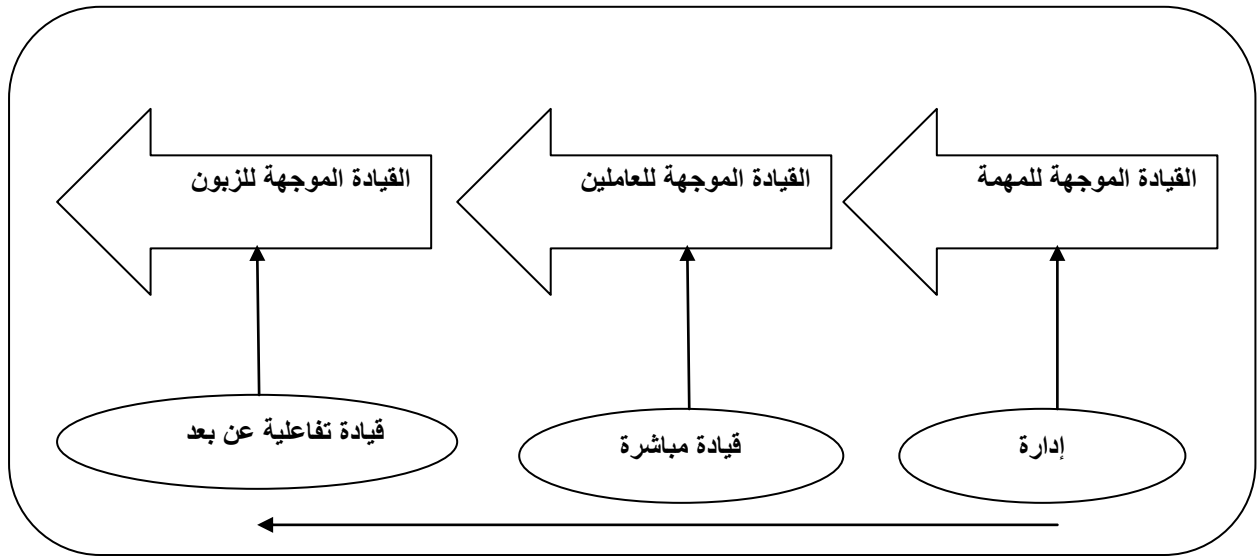 القيادة الموجهة للمهمة
القيادة الموجهة للعاملين
القيادة الموجهة للزبون
إدارة
قيادة مباشرة
قيادة تفاعلية عن بعد